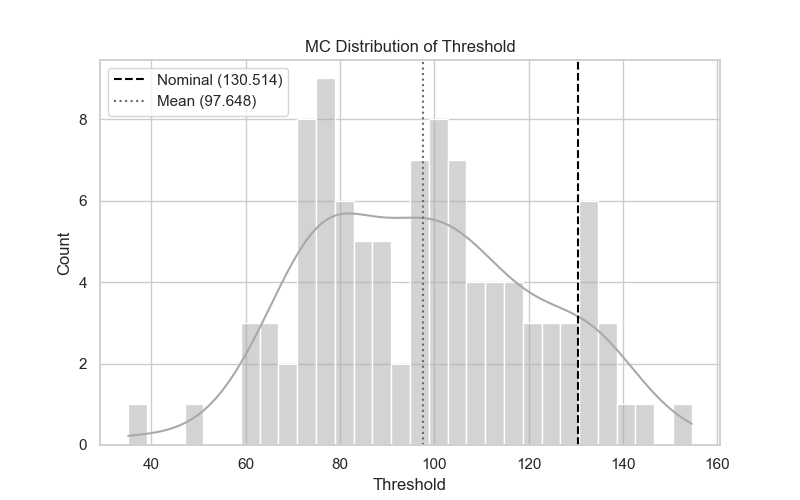 MC Distribution of Threshold
Nominal (130.514)
Mean (97.648)
Count
8
6
4
2
0
40 60 80 100 120 140 160
Threshold